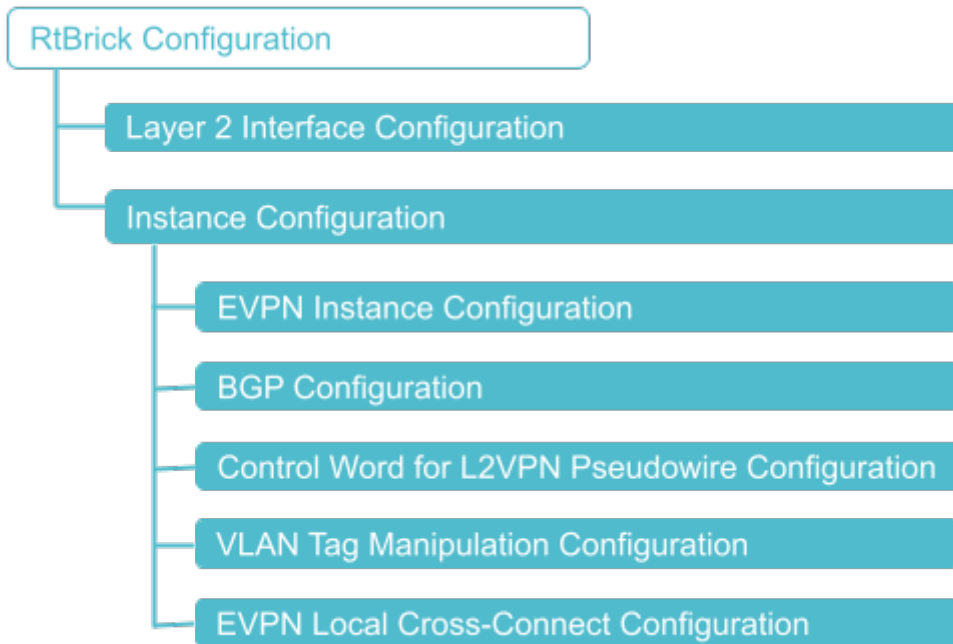 RtBrick Configuration
Layer 2 Interface Configuration
Instance Configuration
EVPN Instance Configuration
BGP Configuration
Control Word for L2VPN Pseudowire Configuration
VLAN Tag Manipulation Configuration
EVPN Local Cross-Connect Configuration